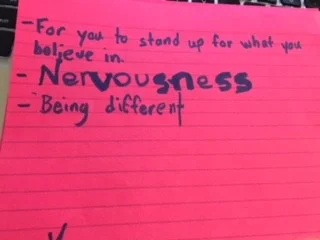 -For you to stand up for what you
believe in.
- Nervousness
- Being different